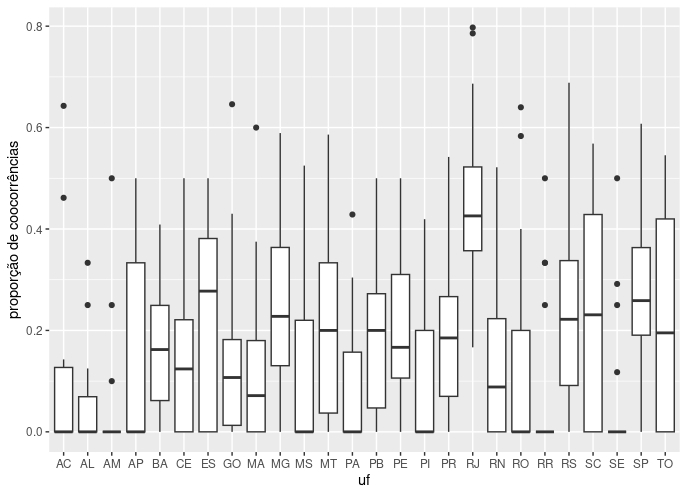 proporção de coocorrências
0.8
0.6
0.4
0.2
0.0
AC AL AM AP BA CE ES GO MA MG MS MT PA PB PE PI PR RJ RN RO RR RS SC SE SP TO
uf